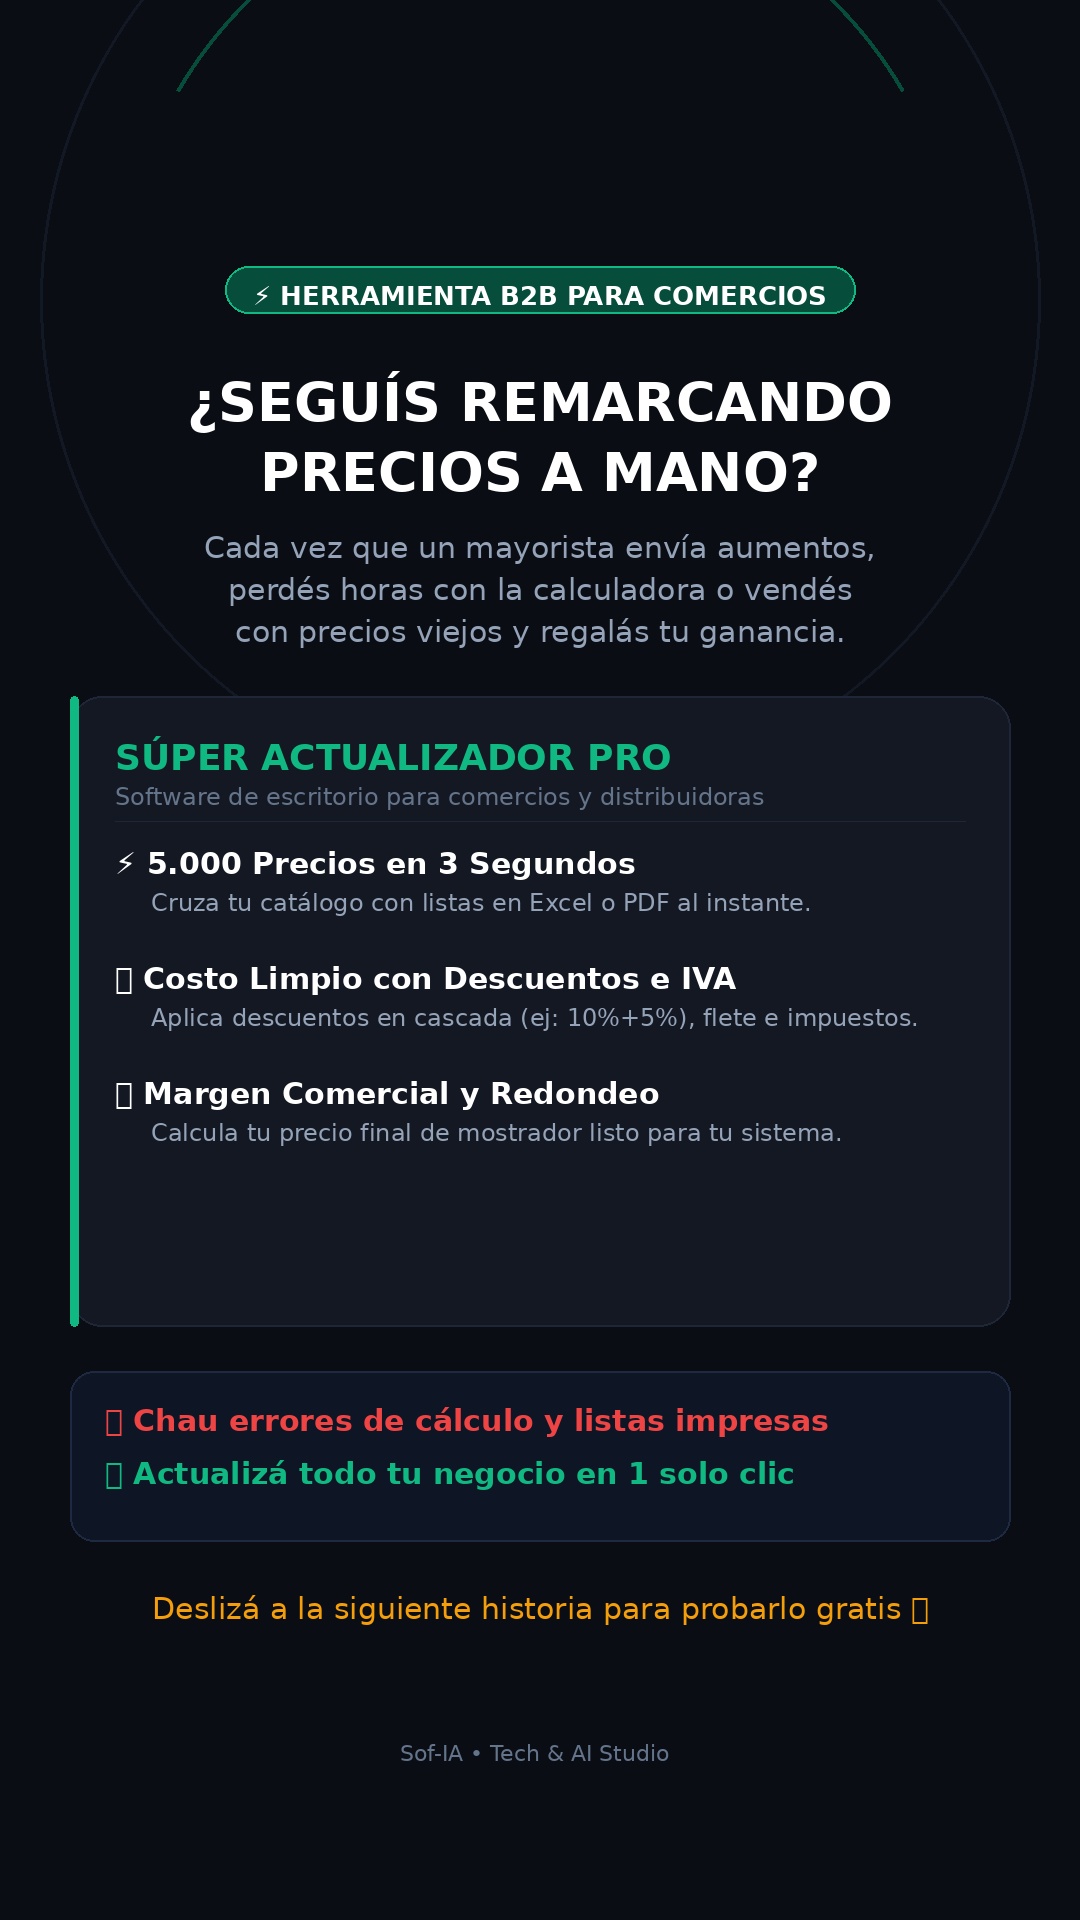 ⚡ HERRAMIENTA B2B PARA COMERCIOS
¿SEGUÍS REMARCANDO
PRECIOS A MANO?
Cada vez que un mayorista envía aumentos,
perdés horas con la calculadora o vendés
con precios viejos y regalás tu ganancia.
SÚPER ACTUALIZADOR PRO
Software de escritorio para comercios y distribuidoras
⚡ 5.000 Precios en 3 Segundos
Cruza tu catálogo con listas en Excel o PDF al instante.
Costo Limpio con Descuentos e IVA
Aplica descuentos en cascada (ej: 10%+5%), flete e impuestos.
Margen Comercial y Redondeo
Calcula tu precio final de mostrador listo para tu sistema.
Chau errores de cálculo y listas impresas
Actualizá todo tu negocio en 1 solo clic
Deslizá a la siguiente historia para probarlo gratis
Sof-IA • Tech & AI Studio